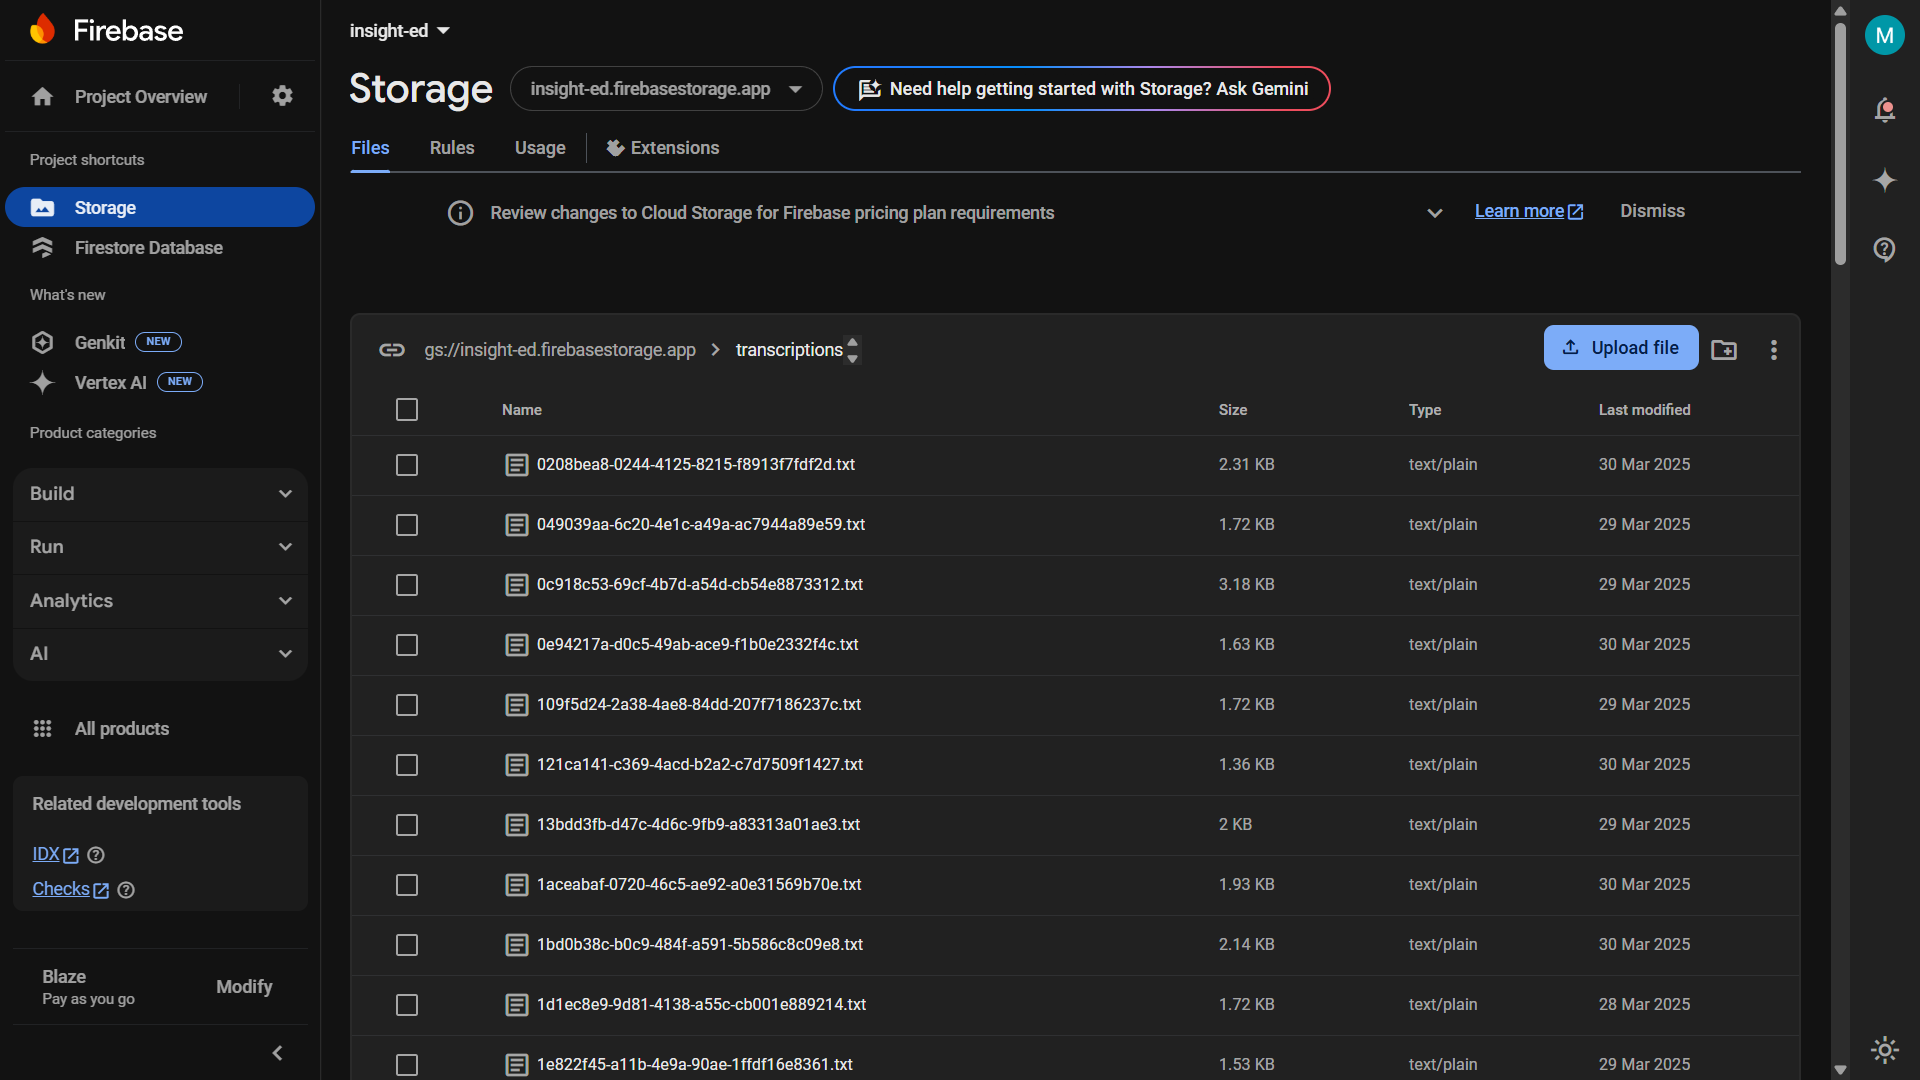 Firebase
Project Overview
Project shortcuts
Storage
Firestore Database
What's new
Genkit NEW
Vertex AI NEW
Product categories
Build
Run
Analytics
AI
All products
Related development tools
IDX
Checks
Blaze
Pay as you go
Modify
insight-ed
Storage
insight-ed.firebasestorage.app
Need help getting started with Storage? Ask Gemini
Files Rules Usage Extensions
Review changes to Cloud Storage for Firebase pricing plan requirements Learn more Dismiss
gs://insight-ed.firebasestorage.app > transcriptions Upload file
Name Size Type Last modified
0208bea8-0244-4125-8215-f8913f7fdf2d.txt 2.31 KB text/plain 30 Mar 2025
049039aa-6c20-4e1c-a49a-ac7944a89e59.txt 1.72 KB text/plain 29 Mar 2025
0c918c53-69cf-4b7d-a54d-cb54e8873312.txt 3.18 KB text/plain 29 Mar 2025
0e94217a-d0c5-49ab-ace9-f1b0e2332f4c.txt 1.63 KB text/plain 30 Mar 2025
109f5d24-2a38-4ae8-84dd-207f7186237c.txt 1.72 KB text/plain 29 Mar 2025
121ca141-c369-4acd-b2a2-c7d7509f1427.txt 1.36 KB text/plain 30 Mar 2025
13bdd3fb-d47c-4d6c-9fb9-a83313a01ae3.txt 2 KB text/plain 29 Mar 2025
1aceabaf-0720-46c5-ae92-a0e31569b70e.txt 1.93 KB text/plain 30 Mar 2025
1bd0b38c-b0c9-484f-a591-5b586c8c09e8.txt 2.14 KB text/plain 30 Mar 2025
1d1ec8e9-9d81-4138-a55c-cb001e889214.txt 1.72 KB text/plain 28 Mar 2025
1e822f45-a11b-4e9a-90ae-1ffdf16e8361.txt 1.53 KB text/plain 29 Mar 2025
M